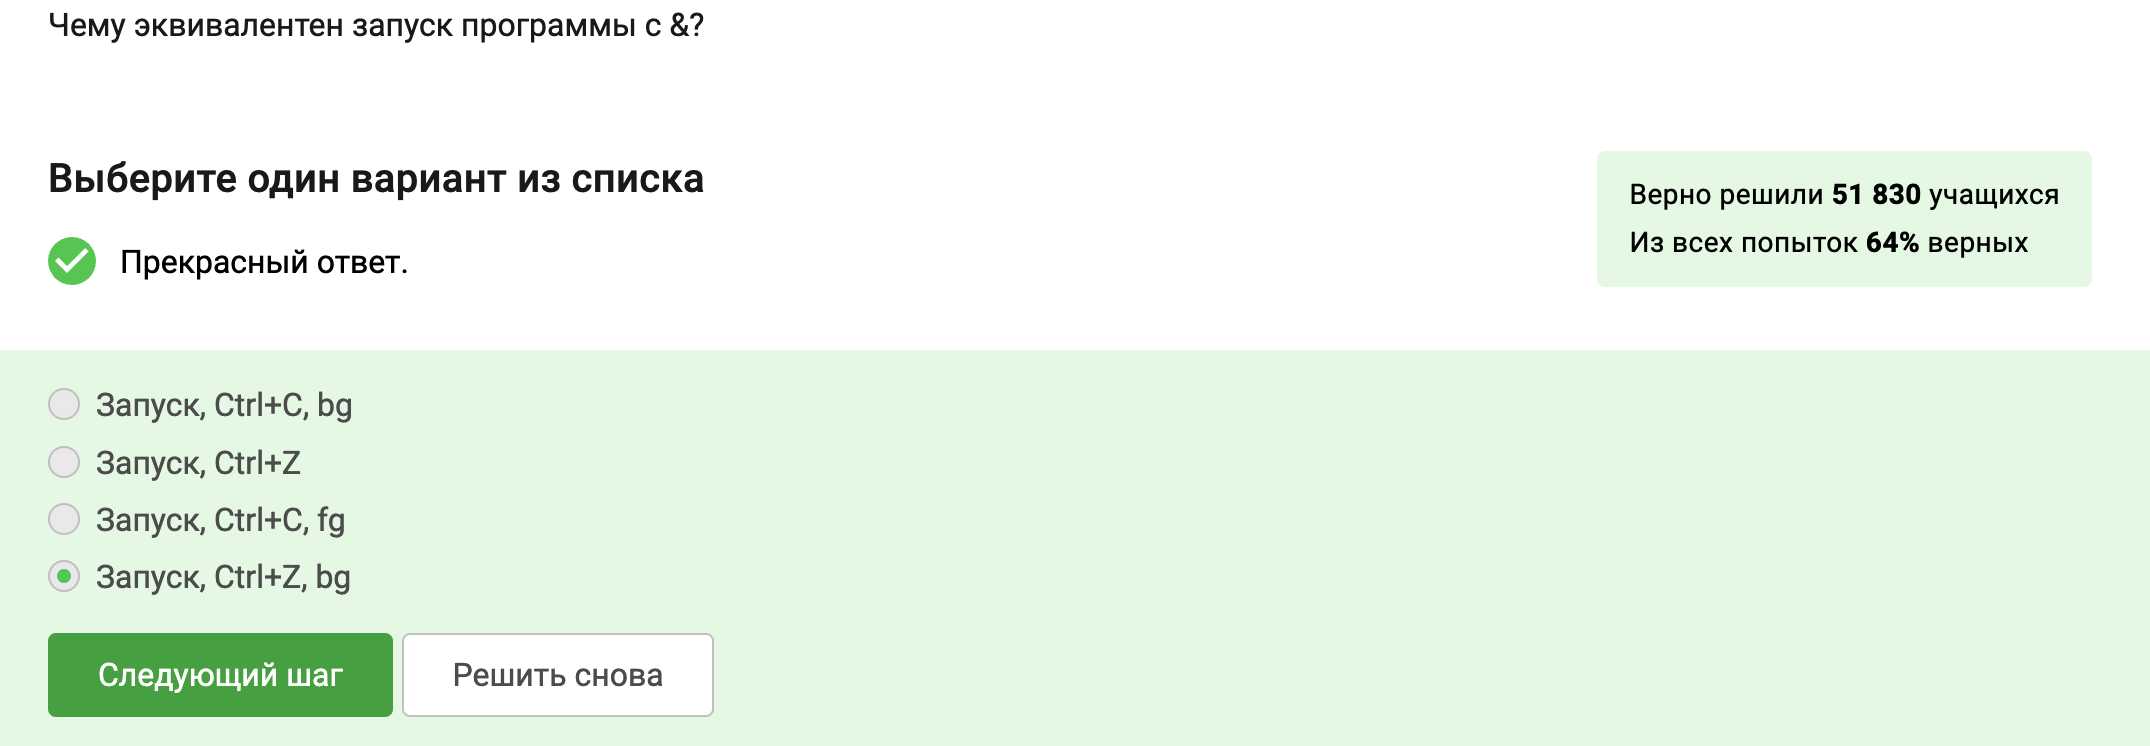 Чему эквивалентен запуск программы с &?
Выберите один вариант из списка
Прекрасный ответ.
Верно решили 51 830 учащихся
Из всех попыток 64% верных
Запуск, Ctrl+C, bg
Запуск, Ctrl+Z
Запуск, Ctrl+C, fg
Запуск, Ctrl+Z, bg
Следующий шаг
Решить снова